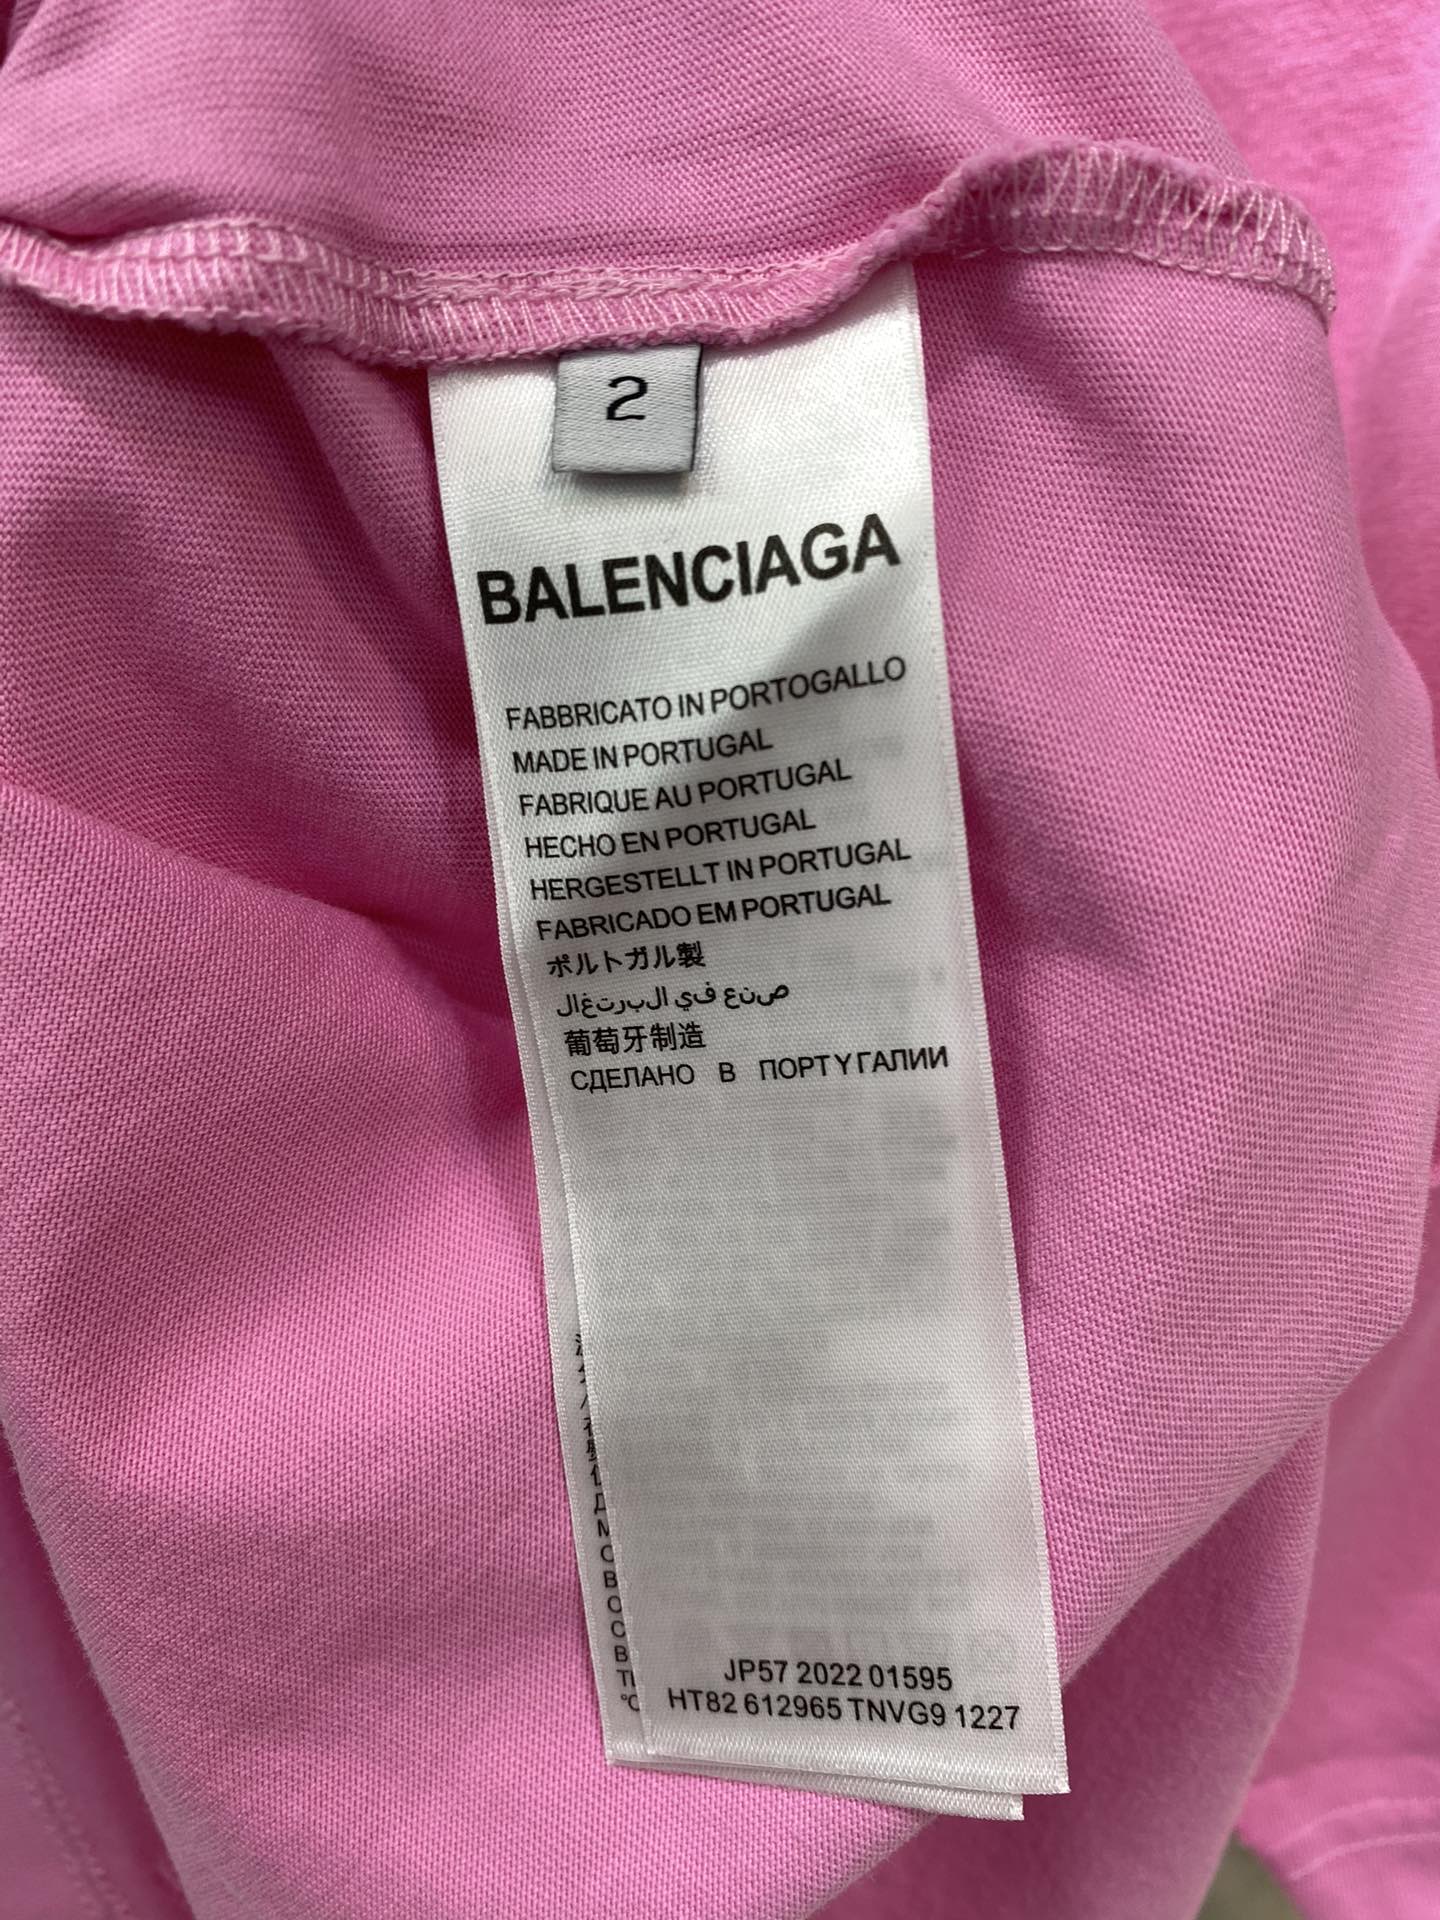 2
BALENCIAGA
FABBRICATO IN PORTOGALLO
MADE IN PORTUGAL
FABRIQUE AU PORTUGAL
HECHO EN PORTUGAL
HERGESTELLT IN PORTUGAL
FABRICADO EM PORTUGAL
ポルトガル製
صنع في البرتغال
葡萄牙制造
СДЕЛАНО В ПОРТУГАЛИИ
JP57 2022 01595
HT82 612965 TNVG9 1227